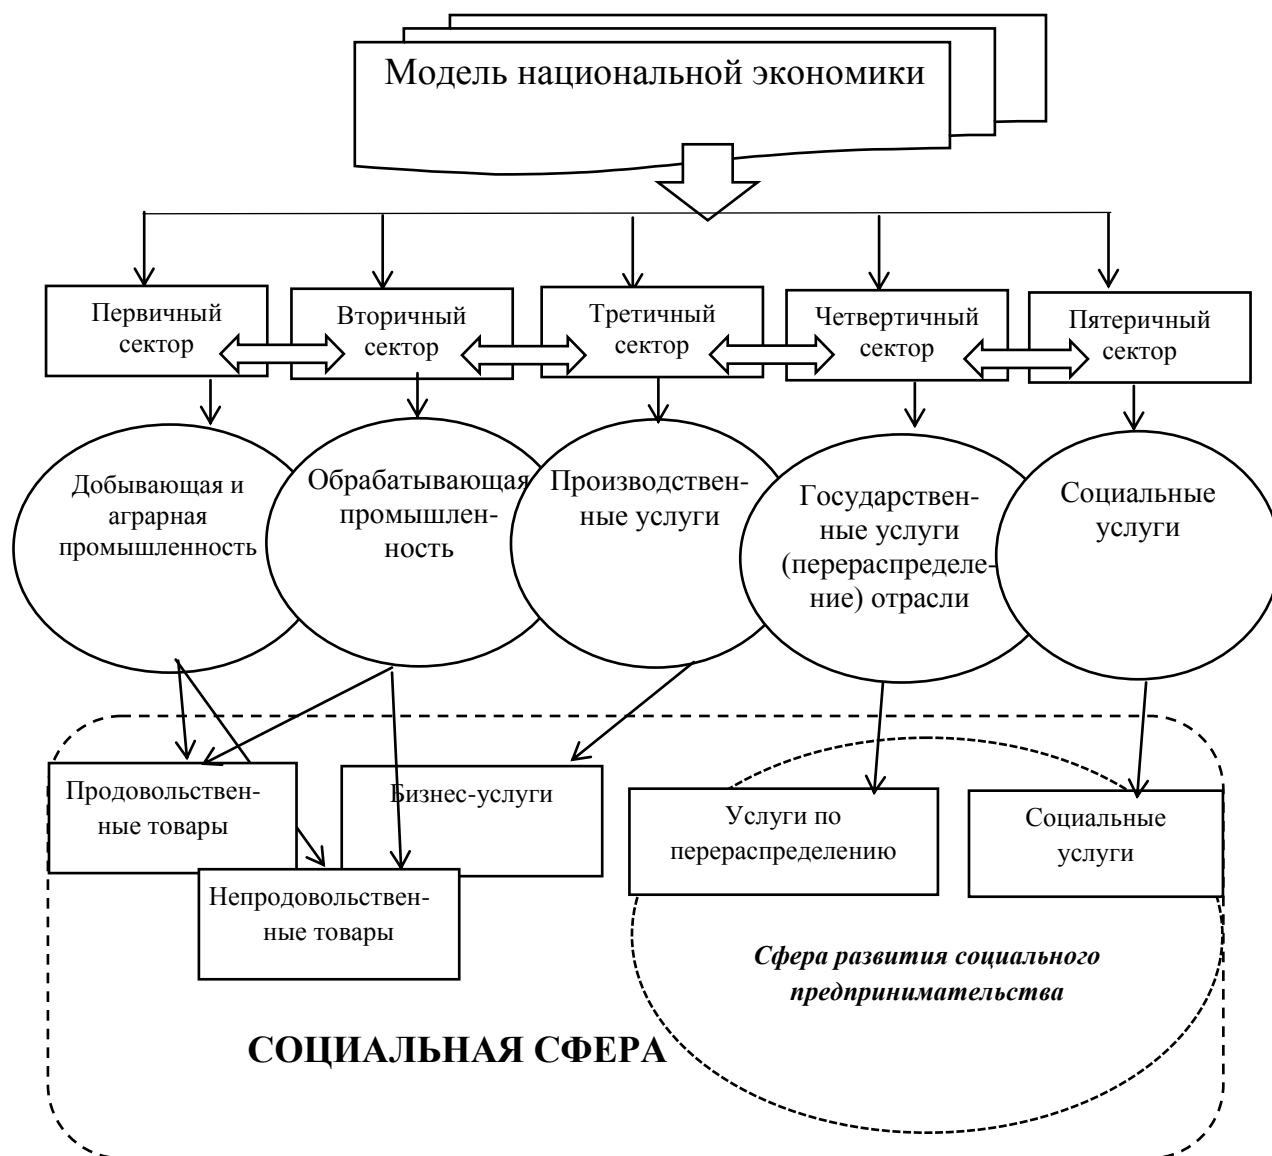 Модель национальной экономики
Первичный
сектор
Вторичный
сектор
Третичный
сектор
Четвертичный
сектор
Пятеричный
сектор
Добывающая и
аграрная
промышленность
Обрабатывающая
промышлен-
ность
Производствен-
ные услуги
Государствен-
ные услуги
(перераспределе-
ние) отрасли
Социальные
услуги
Продовольствен-
ные товары
Бизнес-услуги
Непродовольствен-
ные товары
Услуги по
перераспределению
Социальные
услуги
Сфера развития социального
предпринимательства
СОЦИАЛЬНАЯ СФЕРА